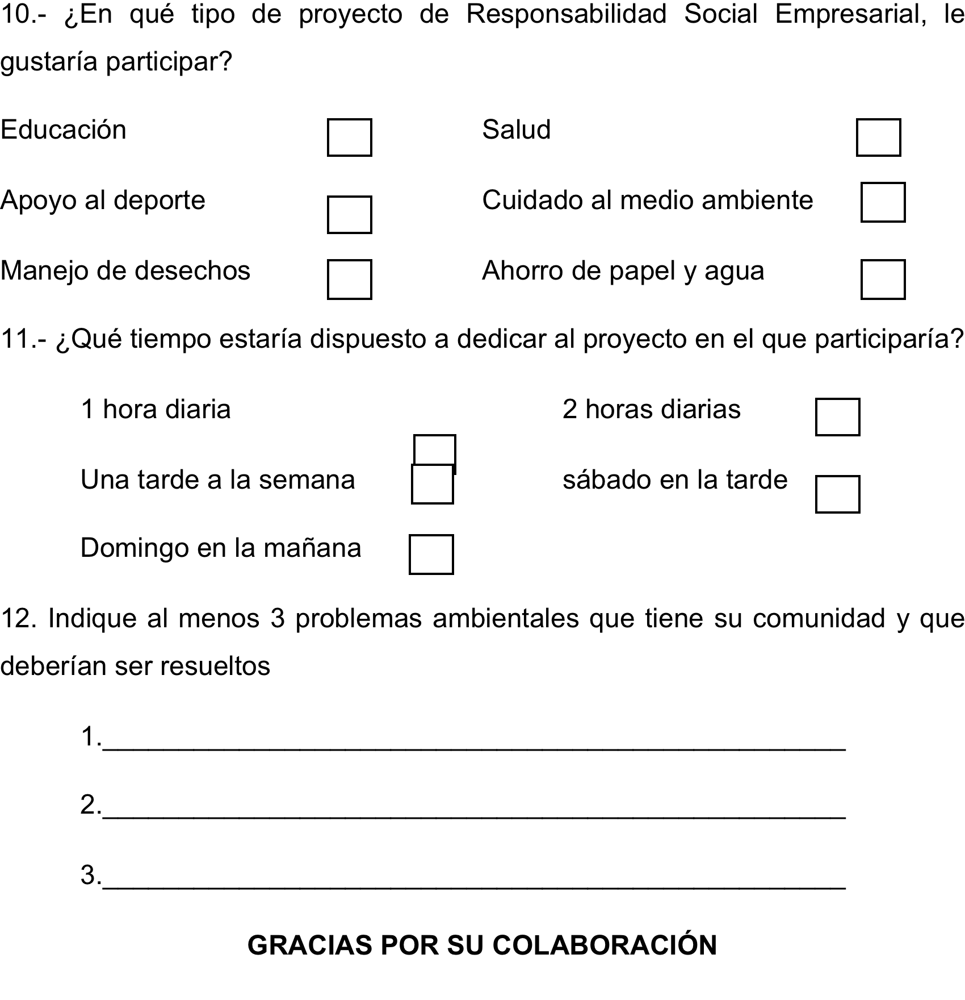 10.- ¿En qué tipo de proyecto de Responsabilidad Social Empresarial, le
gustaría participar?
Educación Salud
Apoyo al deporte Cuidado al medio ambiente
Manejo de desechos Ahorro de papel y agua
11.- ¿Qué tiempo estaría dispuesto a dedicar al proyecto en el que participaría?
1 hora diaria 2 horas diarias
Una tarde a la semana sábado en la tarde
Domingo en la mañana
12. Indique al menos 3 problemas ambientales que tiene su comunidad y que
deberían ser resueltos
1.
2.
3.
GRACIAS POR SU COLABORACIÓN